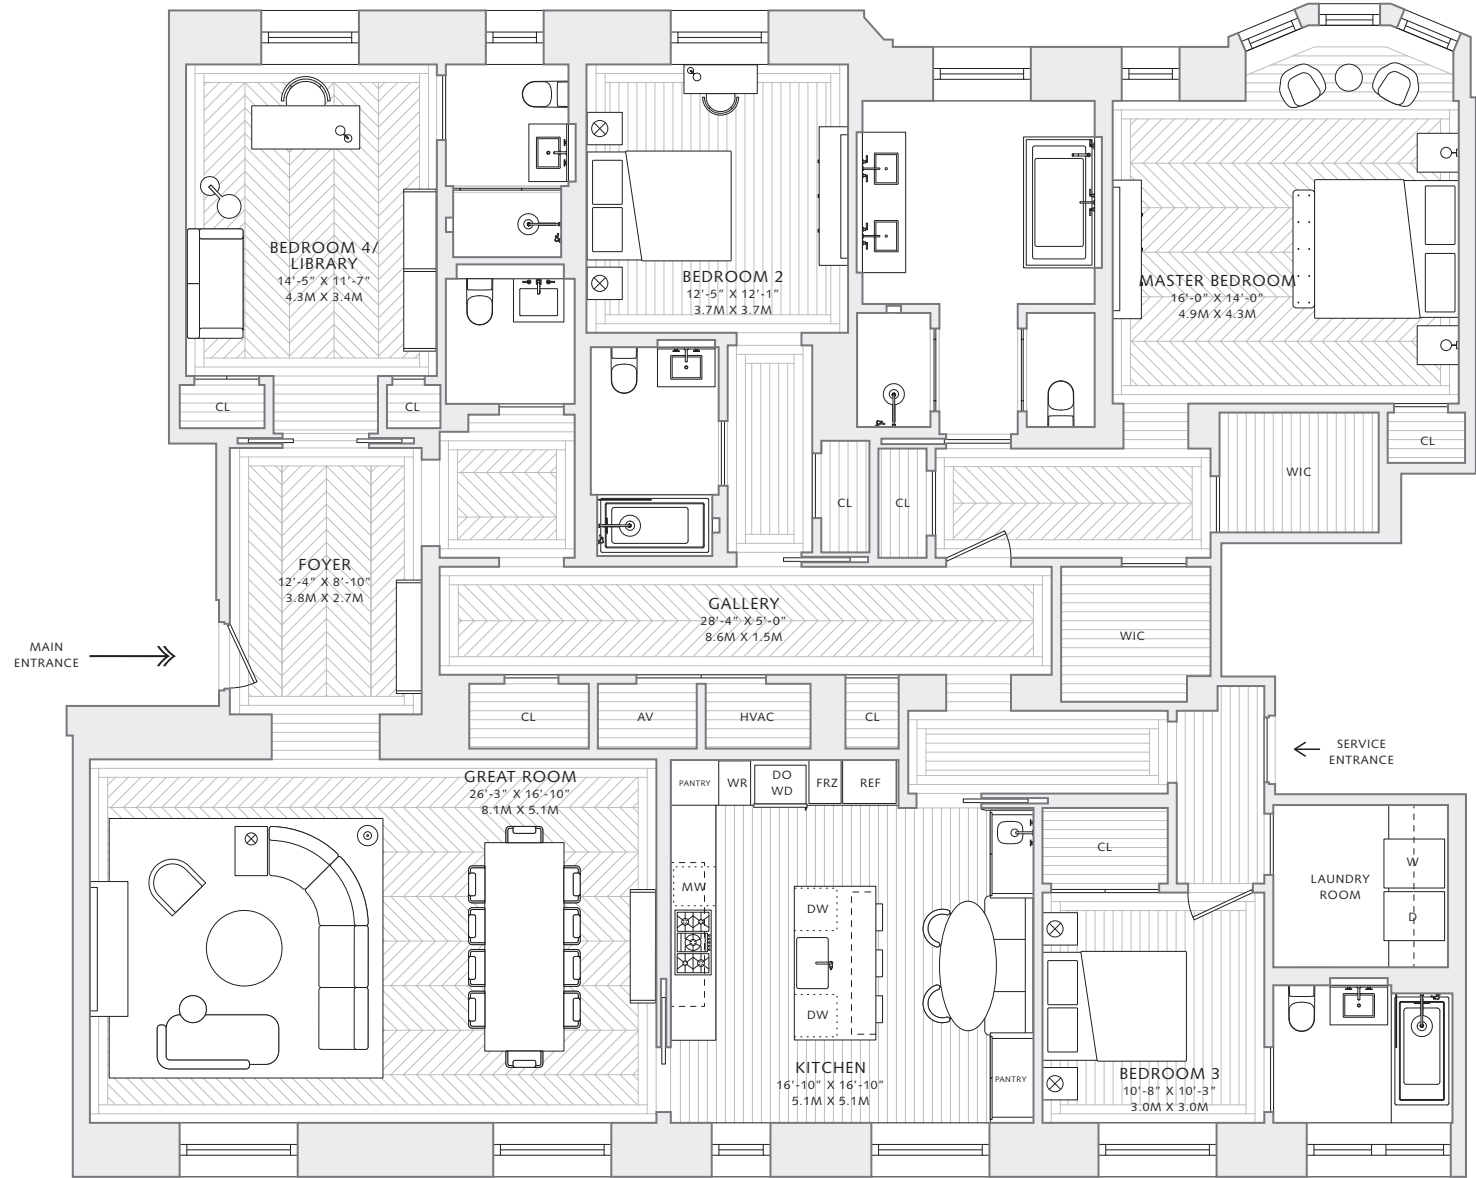 BEDROOM 4/
LIBRARY
14'-5" X 11'-7"
4.3M X 3.4M
BEDROOM 2
12'-5" X 12'-1"
3.7M X 3.7M
MASTER BEDROOM
16'-0" X 14'-0"
4.9M X 4.3M
CL
CL
CL
CL
CL
WIC
FOYER
12'-4" X 8'-10"
3.8M X 2.7M
GALLERY
28'-4" X 5'-0"
8.6M X 1.5M
WIC
MAIN
ENTRANCE
CL
AV
HVAC
CL
SERVICE
ENTRANCE
GREAT ROOM
26'-3" X 16'-10"
8.1M X 5.1M
PANTRY
WR
DO
WD
FRZ
REF
CL
MW
DW
DW
LAUNDRY
ROOM
W
D
KITCHEN
16'-10" X 16'-10"
5.1M X 5.1M
PANTRY
BEDROOM 3
10'-8" X 10'-3"
3.0M X 3.0M